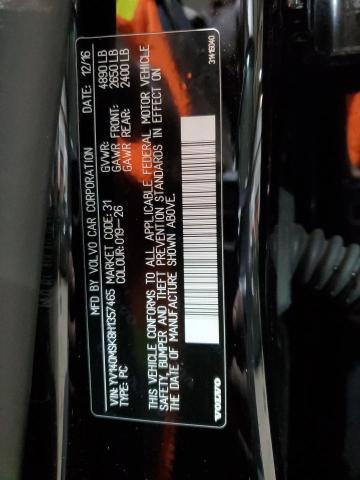 MFD BY VOLVO CAR CORPORATION DATE: 12/16
GVWR: 4890 LB
GAWR FRONT: 2650 LB
GAWR REAR: 2400 LB
VIN: YV140MSK8H1357465 MARKET CODE: 31
TYPE: PC COLOUR: 019-26
THIS VEHICLE CONFORMS TO ALL APPLICABLE FEDERAL MOTOR VEHICLE
SAFETY, BUMPER AND THEFT PREVENTION STANDARDS IN EFFECT ON
THE DATE OF MANUFACTURE SHOWN ABOVE.
VOLVO
31419040